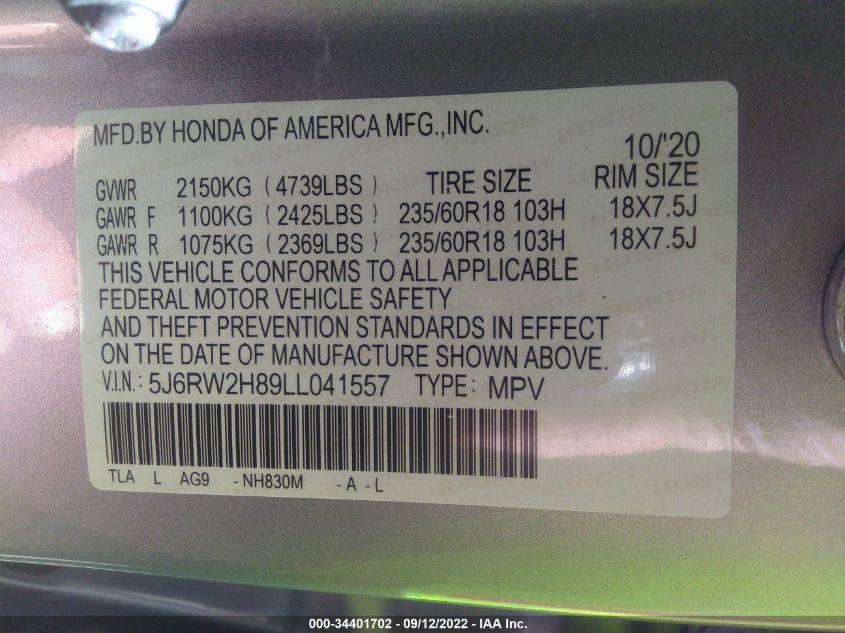 MFD.BY HONDA OF AMERICA MFG.,INC.
10/'20
GVWR 2150KG (4739LBS) TIRE SIZE RIM SIZE
GAWR F 1100KG (2425LBS) 235/60R18 103H 18X7.5J
GAWR R 1075KG (2369LBS) 235/60R18 103H 18X7.5J
THIS VEHICLE CONFORMS TO ALL APPLICABLE
FEDERAL MOTOR VEHICLE SAFETY
AND THEFT PREVENTION STANDARDS IN EFFECT
ON THE DATE OF MANUFACTURE SHOWN ABOVE.
V.I.N.: 5J6RW2H89LL041557 TYPE: MPV
TLA L AG9 -NH830M -A -L
000-34401702 - 09/12/2022 - IAA Inc.